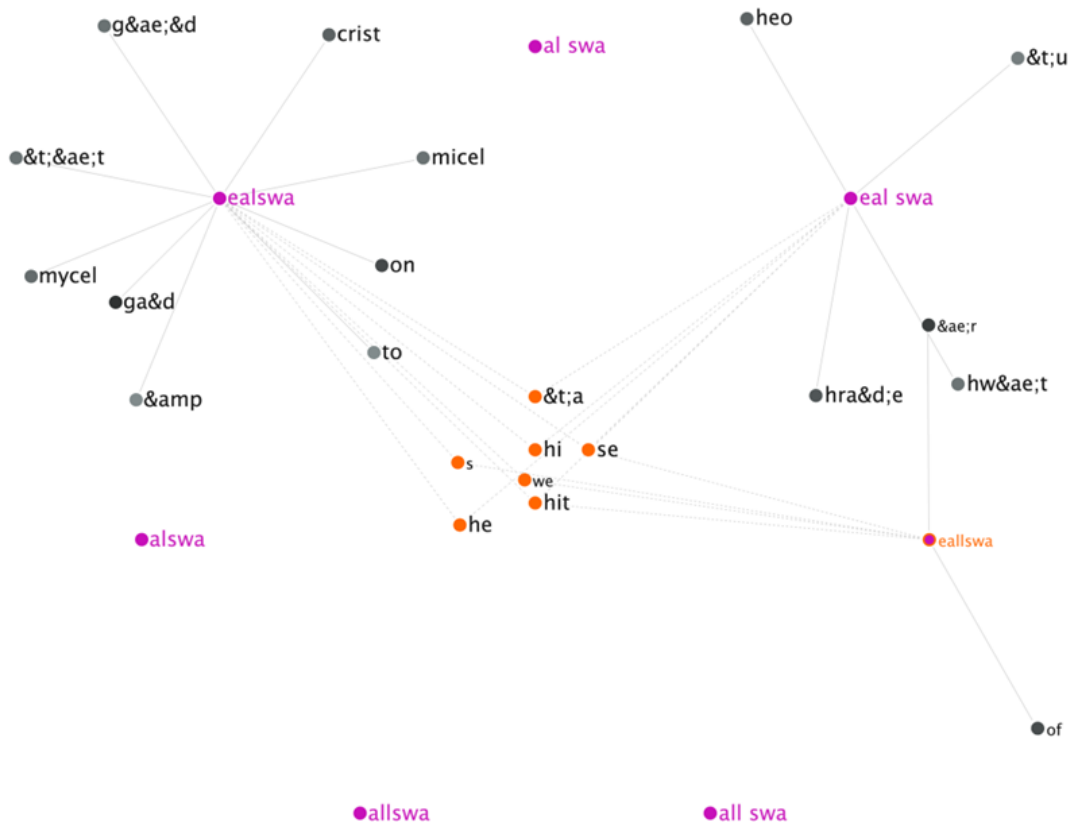 heo
g&ae;&d
crist
al swa
&t;u
&t;&ae;t
micel
ealswa
eal swa
on
mycel
ga&d
&ae;r
to
hw&ae;t
&amp
&t;a
hra&d;e
hi
se
s
we
hit
he
alswa
eallswa
of
allswa
all swa